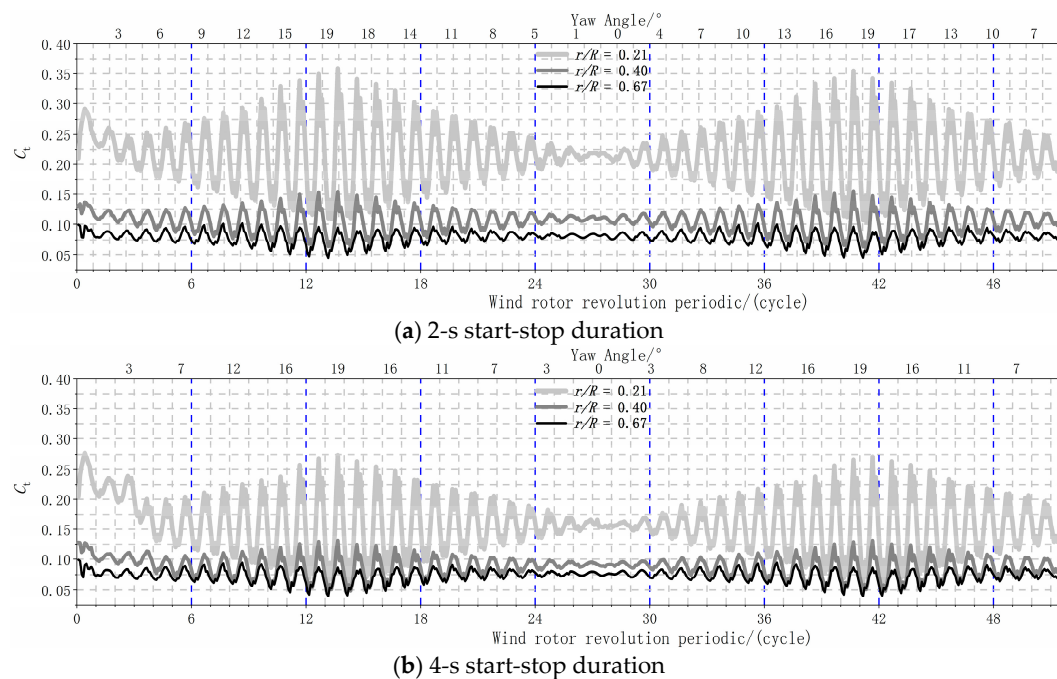 Yaw Angle/°
3 6 9 12 15 19 18 14 11 8 5 1 0 4 7 10 13 16 19 17 13 10 7
0.40
0.35
0.30
0.25
0.20
0.15
0.10
0.05
Ct
r/R = 0.21
r/R = 0.40
r/R = 0.67
0 6 12 18 24 30 36 42 48
Wind rotor revolution periodic/(cycle)
(a) 2-s start-stop duration
Yaw Angle/°
3 7 12 16 19 16 11 7 3 0 3 8 12 16 19 16 11 7
0.40
0.35
0.30
0.25
0.20
0.15
0.10
0.05
Ct
r/R = 0.21
r/R = 0.40
r/R = 0.67
0 6 12 18 24 30 36 42 48
Wind rotor revolution periodic/(cycle)
(b) 4-s start-stop duration